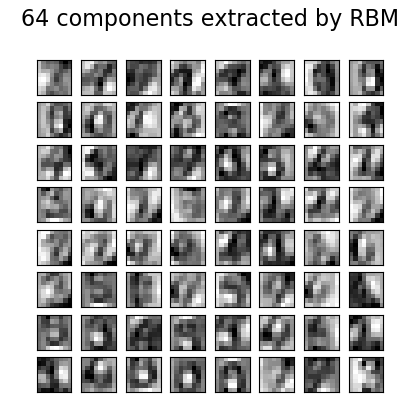 64 components extracted by RBM